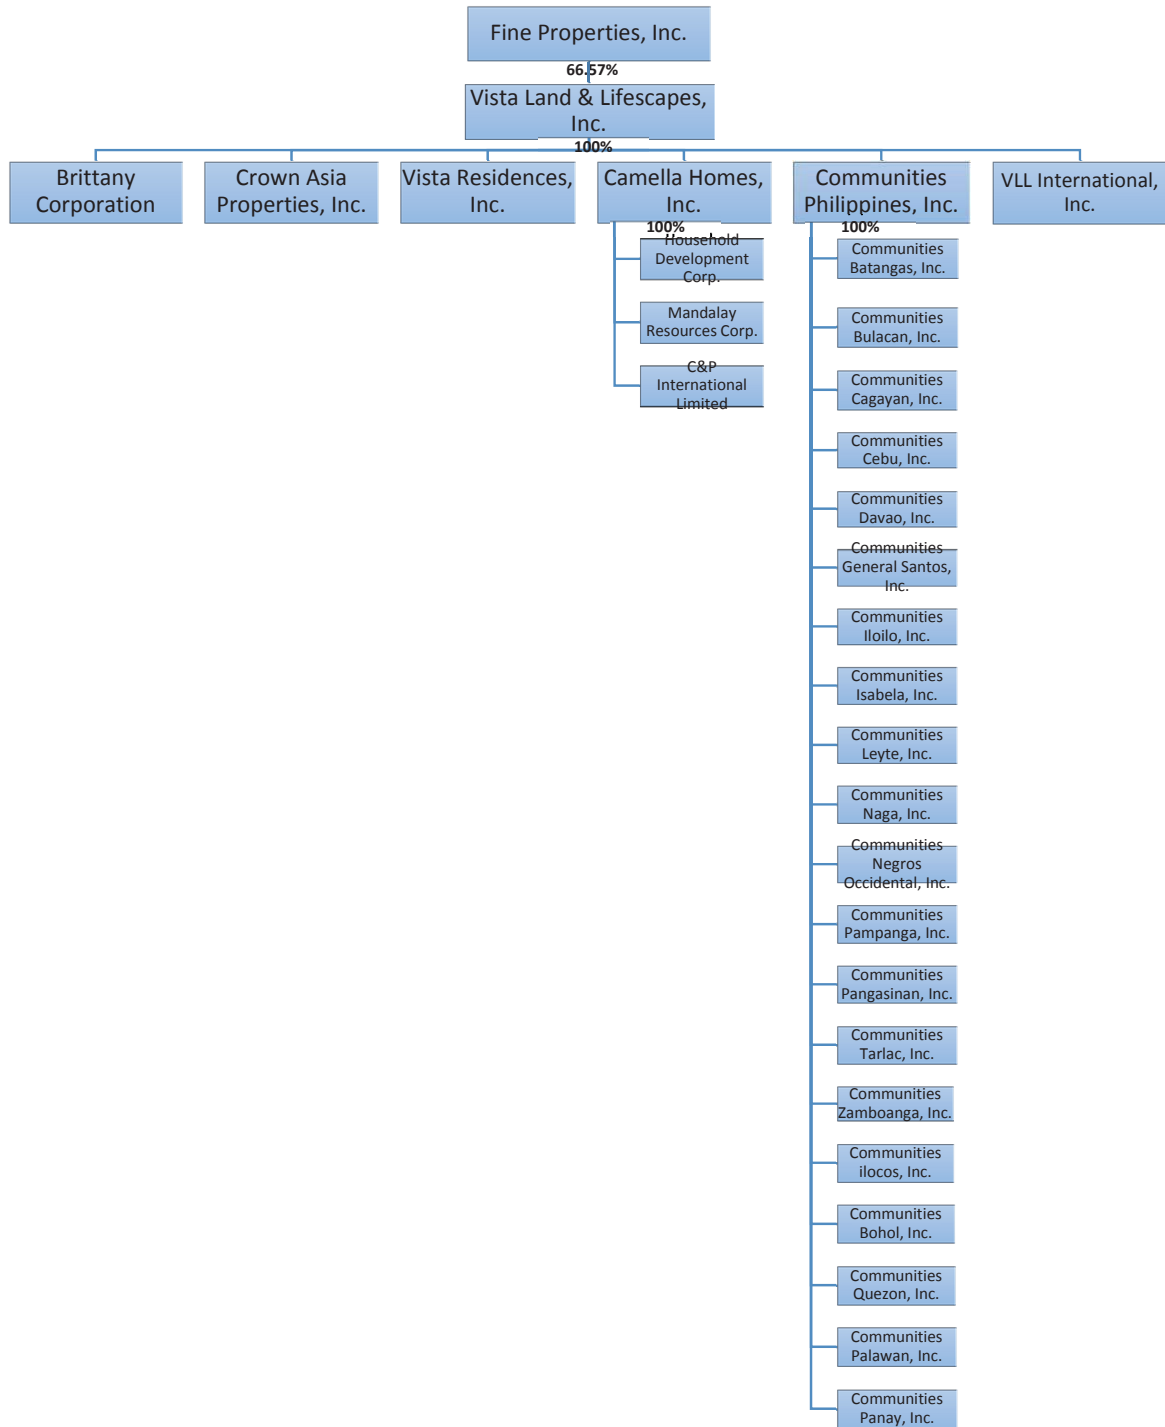 Fine Properties, Inc.
66.57%
Vista Land & Lifescapes,
Inc.
100%
Brittany
Corporation
Crown Asia
Properties, Inc.
Vista Residences,
Inc.
Camella Homes,
Inc.
Communities
Philippines, Inc.
VLL International,
Inc.
100%
Household
Development
Corp.
Mandalay
Resources Corp.
C&P
International
Limited
100%
Communities
Batangas, Inc.
Communities
Bulacan, Inc.
Communities
Cagayan, Inc.
Communities
Cebu, Inc.
Communities
Davao, Inc.
Communities
General Santos,
Inc.
Communities
Iloilo, Inc.
Communities
Isabela, Inc.
Communities
Leyte, Inc.
Communities
Naga, Inc.
Communities
Negros
Occidental, Inc.
Communities
Pampanga, Inc.
Communities
Pangasinan, Inc.
Communities
Tarlac, Inc.
Communities
Zamboanga, Inc.
Communities
ilocos, Inc.
Communities
Bohol, Inc.
Communities
Quezon, Inc.
Communities
Palawan, Inc.
Communities
Panay, Inc.